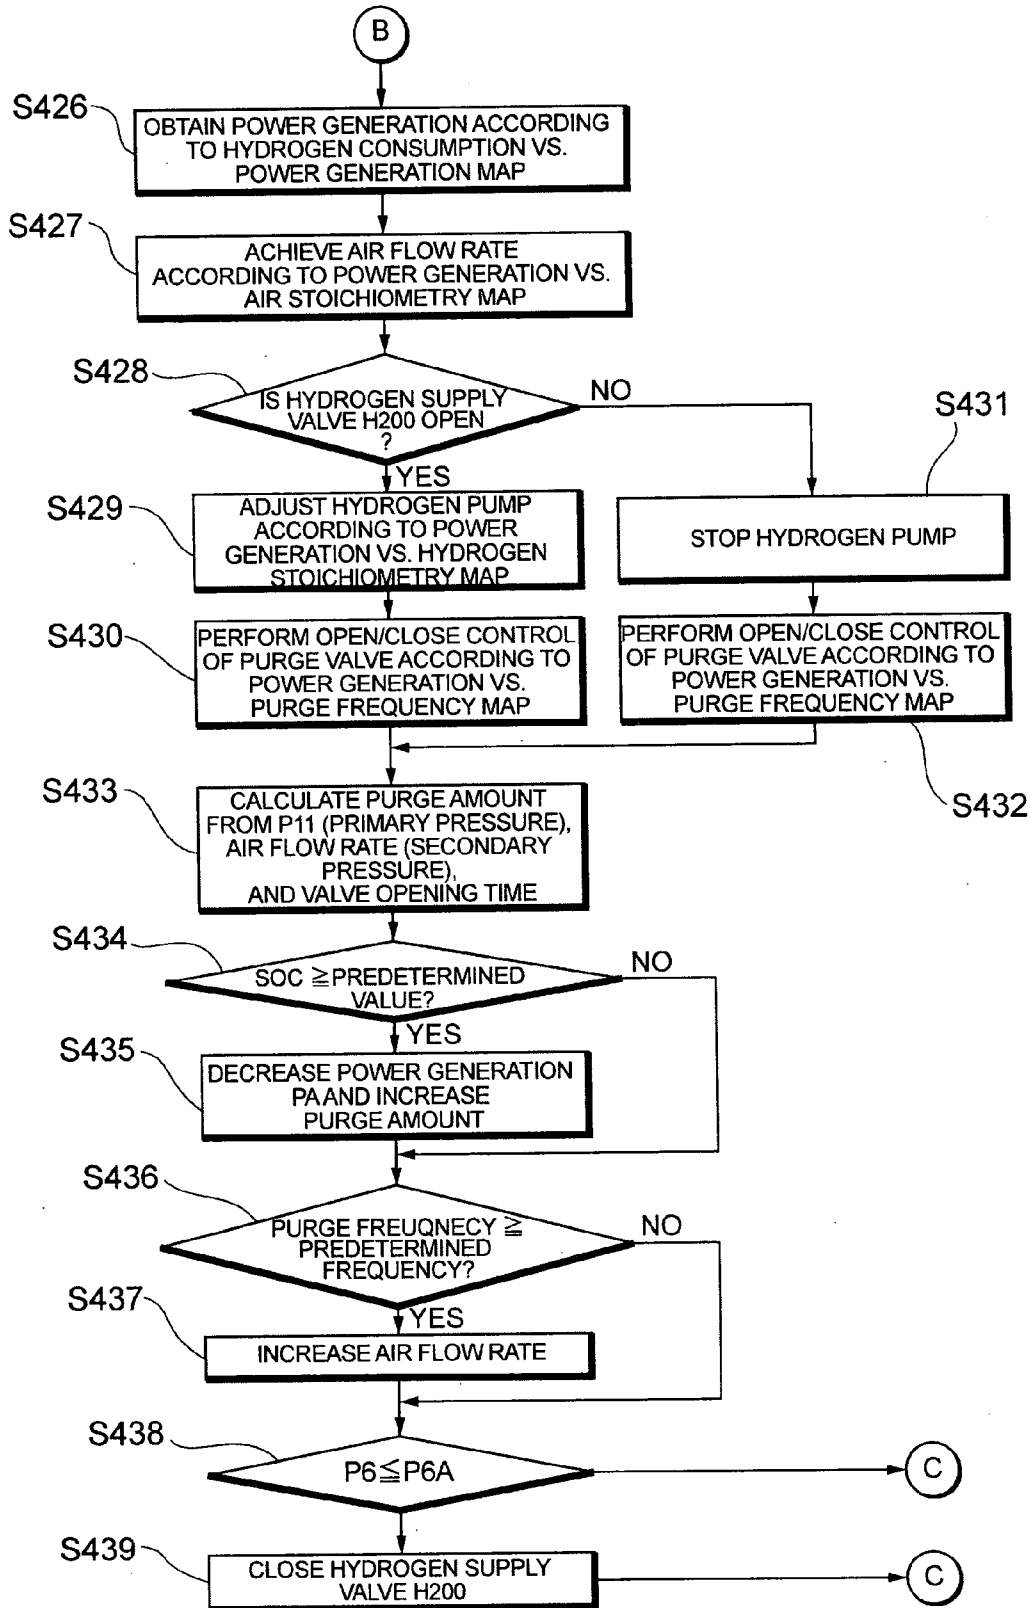 B
S426
OBTAIN POWER GENERATION ACCORDING
TO HYDROGEN CONSUMPTION VS.
POWER GENERATION MAP
S427
ACHIEVE AIR FLOW RATE
ACCORDING TO POWER GENERATION VS.
AIR STOICHIOMETRY MAP
S428
IS HYDROGEN SUPPLY
VALVE H200 OPEN
?
NO
YES
S429
ADJUST HYDROGEN PUMP
ACCORDING TO POWER
GENERATION VS. HYDROGEN
STOICHIOMETRY MAP
S431
STOP HYDROGEN PUMP
S430
PERFORM OPEN/CLOSE CONTROL
OF PURGE VALVE ACCORDING TO
POWER GENERATION VS.
PURGE FREQUENCY MAP
PERFORM OPEN/CLOSE CONTROL
OF PURGE VALVE ACCORDING TO
POWER GENERATION VS.
PURGE FREQUENCY MAP
S432
S433
CALCULATE PURGE AMOUNT
FROM P11 (PRIMARY PRESSURE),
AIR FLOW RATE (SECONDARY
PRESSURE),
AND VALVE OPENING TIME
S434
SOC ≧PREDETERMINED
VALUE?
NO
YES
S435
DECREASE POWER GENERATION
PA AND INCREASE
PURGE AMOUNT
S436
PURGE FREUQNECY ≧
PREDETERMINED
FREQUENCY?
NO
YES
S437
INCREASE AIR FLOW RATE
S438
P6≦P6A
C
S439
CLOSE HYDROGEN SUPPLY
VALVE H200
C